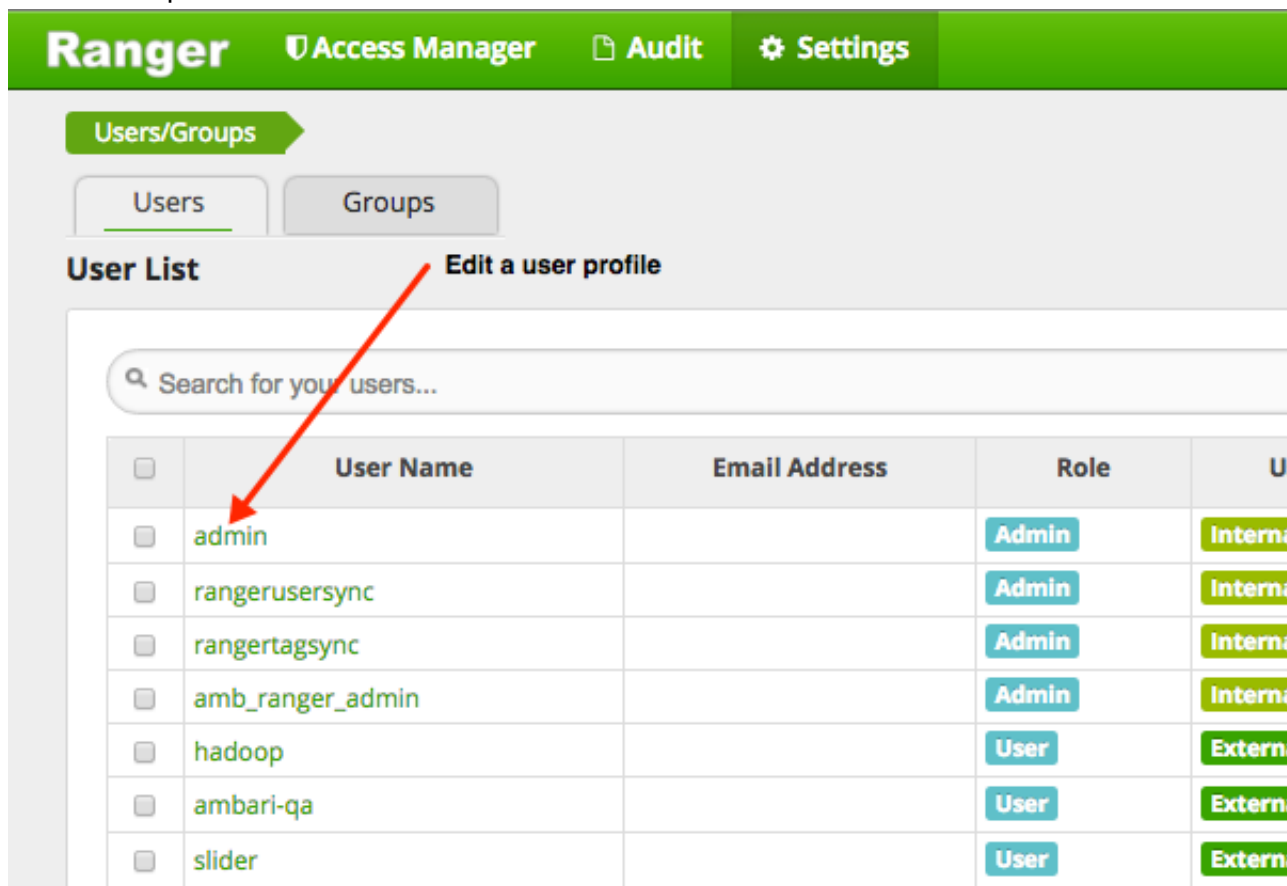 Ranger Access Manager Audit Settings
Users/Groups
Users Groups
User List Edit a user profile
Search for your users...
User Name Email Address Role
admin Admin
rangerusersync Admin
rangertagsync Admin
amb_ranger_admin Admin
hadoop User
ambari-qa User
slider User